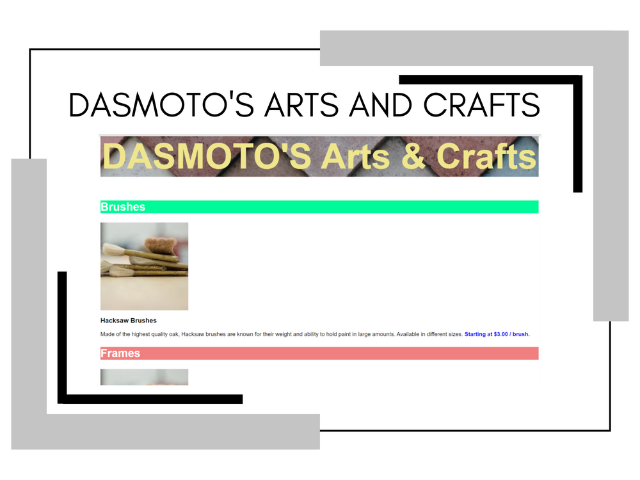 DASMOTO'S ARTS AND CRAFTS
DASMOTO'S Arts & Crafts
Brushes
Hacksaw Brushes
Made of the highest quality oak, Hacksaw brushes are known for their weight and ability to hold paint in large amounts. Available in different sizes. Starting at $3.00 / brush.
Frames